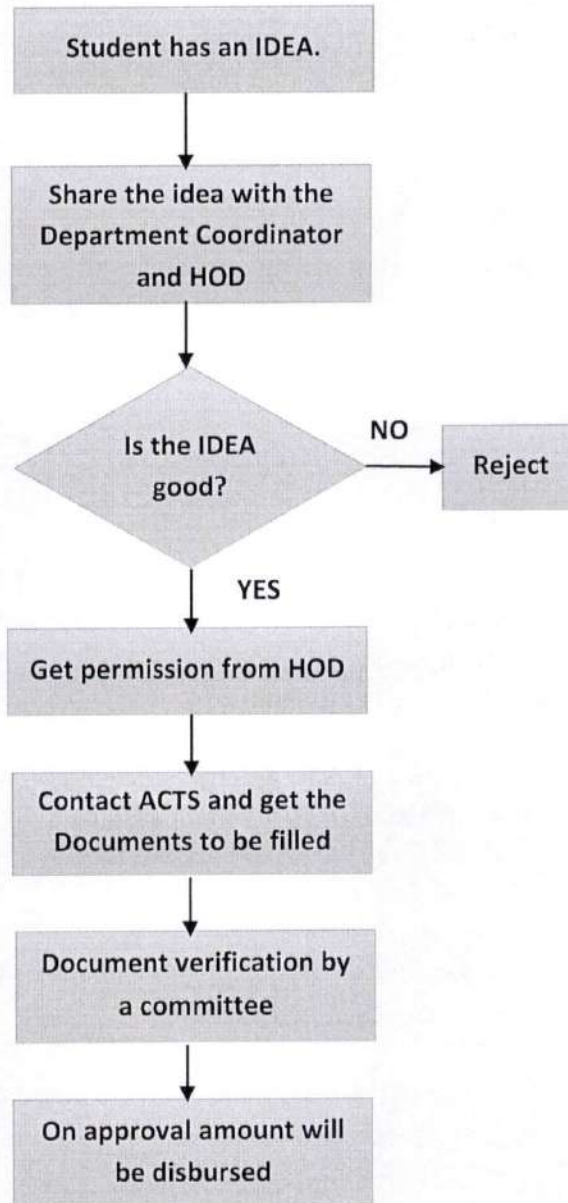 Student has an IDEA.
Share the idea with the
Department Coordinator
and HOD
Is the IDEA
good?
NO
Reject
YES
Get permission from HOD
Contact ACTS and get the
Documents to be filled
Document verification by
a committee
On approval amount will
be disbursed